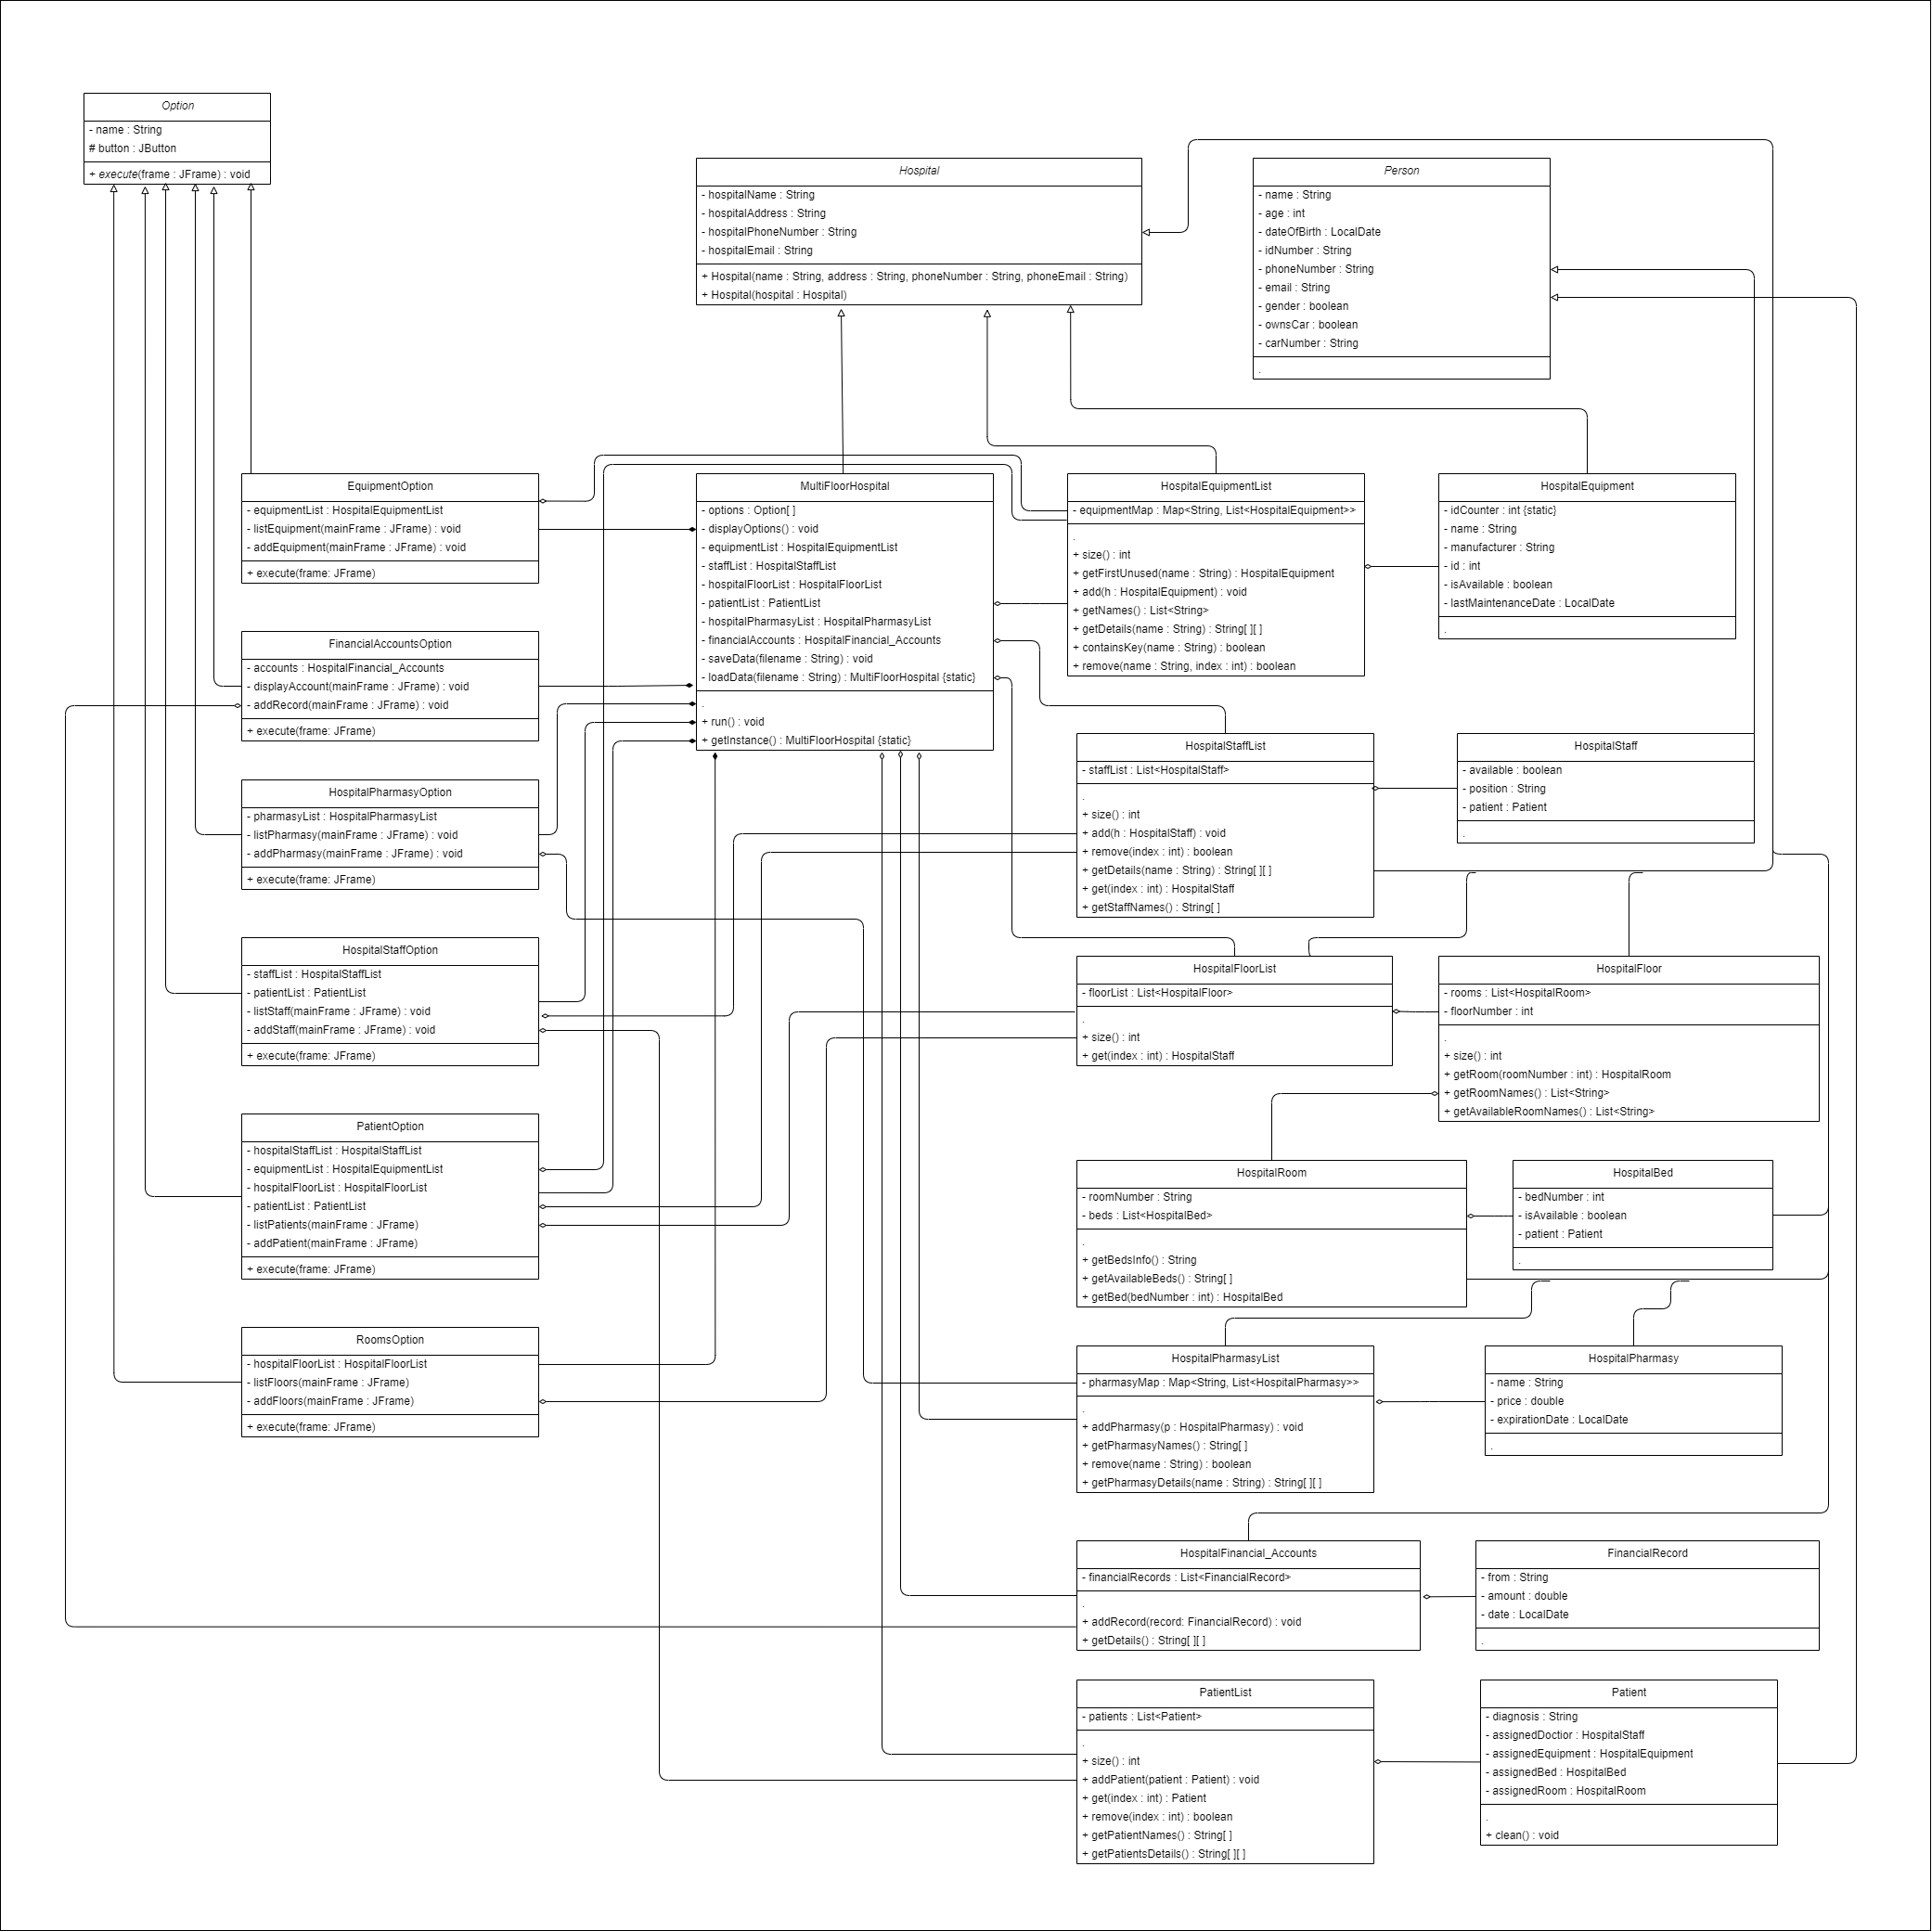 Option
- name : String
# button : JButton
+ execute(frame : JFrame) : void
Hospital
- hospitalName : String
- hospitalAddress : String
- hospitalPhoneNumber : String
- hospitalEmail : String
+ Hospital(name : String, address : String, phoneNumber : String, phoneEmail : String)
+ Hospital(hospital : Hospital)
Person
- name : String
- age : int
- dateOfBirth : LocalDate
- idNumber : String
- phoneNumber : String
- email : String
- gender : boolean
- ownsCar : boolean
- carNumber : String
.
EquipmentOption
- equipmentList : HospitalEquipmentList
- listEquipment(mainFrame : JFrame) : void
- addEquipment(mainFrame : JFrame) : void
+ execute(frame: JFrame)
MultiFloorHospital
- options : Option[ ]
- displayOptions() : void
- equipmentList : HospitalEquipmentList
- staffList : HospitalStaffList
- hospitalFloorList : HospitalFloorList
- patientList : PatientList
- hospitalPharmasyList : HospitalPharmasyList
- financialAccounts : HospitalFinancial_Accounts
- saveData(filename : String) : void
- loadData(filename : String) : MultiFloorHospital {static}
.
+ run() : void
+ getInstance() : MultiFloorHospital {static}
HospitalEquipmentList
- equipmentMap : Map<String, List<HospitalEquipment>>
.
+ size() : int
+ getFirstUnused(name : String) : HospitalEquipment
+ add(h : HospitalEquipment) : void
+ getNames() : List<String>
+ getDetails(name : String) : String[ ][ ]
+ containsKey(name : String) : boolean
+ remove(name : String, index : int) : boolean
HospitalEquipment
- idCounter : int {static}
- name : String
- manufacturer : String
- id : int
- isAvailable : boolean
- lastMaintenanceDate : LocalDate
.
FinancialAccountsOption
- accounts : HospitalFinancial_Accounts
- displayAccount(mainFrame : JFrame) : void
- addRecord(mainFrame : JFrame) : void
+ execute(frame: JFrame)
HospitalStaffList
- staffList : List<HospitalStaff>
.
+ size() : int
+ add(h : HospitalStaff) : void
+ remove(index : int) : boolean
+ getDetails(name : String) : String[ ][ ]
+ get(index : int) : HospitalStaff
+ getStaffNames() : String[ ]
HospitalStaff
- available : boolean
- position : String
- patient : Patient
.
HospitalPharmasyOption
- pharmasyList : HospitalPharmasyList
- listPharmasy(mainFrame : JFrame) : void
- addPharmasy(mainFrame : JFrame) : void
+ execute(frame: JFrame)
HospitalStaffOption
- staffList : HospitalStaffList
- patientList : PatientList
- listStaff(mainFrame : JFrame) : void
- addStaff(mainFrame : JFrame) : void
+ execute(frame: JFrame)
HospitalFloorList
- floorList : List<HospitalFloor>
.
+ size() : int
+ get(index : int) : HospitalStaff
HospitalFloor
- rooms : List<HospitalRoom>
- floorNumber : int
.
+ size() : int
+ getRoom(roomNumber : int) : HospitalRoom
+ getRoomNames() : List<String>
+ getAvailableRoomNames() : List<String>
PatientOption
- hospitalStaffList : HospitalStaffList
- equipmentList : HospitalEquipmentList
- hospitalFloorList : HospitalFloorList
- patientList : PatientList
- listPatients(mainFrame : JFrame)
- addPatient(mainFrame : JFrame)
+ execute(frame: JFrame)
HospitalRoom
- roomNumber : String
- beds : List<HospitalBed>
.
+ getBedsInfo() : String
+ getAvailableBeds() : String[ ]
+ getBed(bedNumber : int) : HospitalBed
HospitalBed
- bedNumber : int
- isAvailable : boolean
- patient : Patient
.
RoomsOption
- hospitalFloorList : HospitalFloorList
- listFloors(mainFrame : JFrame)
- addFloors(mainFrame : JFrame)
+ execute(frame: JFrame)
HospitalPharmasyList
- pharmasyMap : Map<String, List<HospitalPharmasy>>
.
+ addPharmasy(p : HospitalPharmasy) : void
+ getPharmasyNames() : String[ ]
+ remove(name : String) : boolean
+ getPharmasyDetails(name : String) : String[ ][ ]
HospitalPharmasy
- name : String
- price : double
- expirationDate : LocalDate
.
HospitalFinancial_Accounts
- financialRecords : List<FinancialRecord>
.
+ addRecord(record: FinancialRecord) : void
+ getDetails() : String[ ][ ]
FinancialRecord
- from : String
- amount : double
- date : LocalDate
.
PatientList
- patients : List<Patient>
.
+ size() : int
+ addPatient(patient : Patient) : void
+ get(index : int) : Patient
+ remove(index : int) : boolean
+ getPatientNames() : String[ ]
+ getPatientsDetails() : String[ ][ ]
Patient
- diagnosis : String
- assignedDoctior : HospitalStaff
- assignedEquipment : HospitalEquipment
- assignedBed : HospitalBed
- assignedRoom : HospitalRoom
.
+ clean() : void